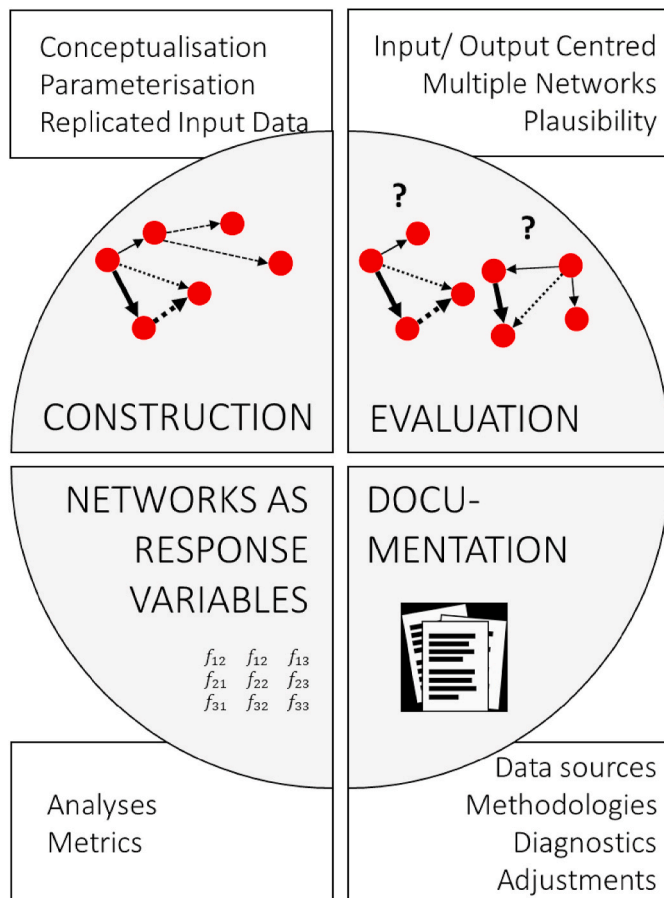 Conceptualisation
Parameterisation
Replicated Input Data
Input/ Output Centred
Multiple Networks
Plausibility
?
?
CONSTRUCTION
EVALUATION
NETWORKS AS
RESPONSE
VARIABLES
f12 f12 f13
f21 f22 f23
f31 f32 f33
DOCU-
MENTATION
Analyses
Metrics
Data sources
Methodologies
Diagnostics
Adjustments